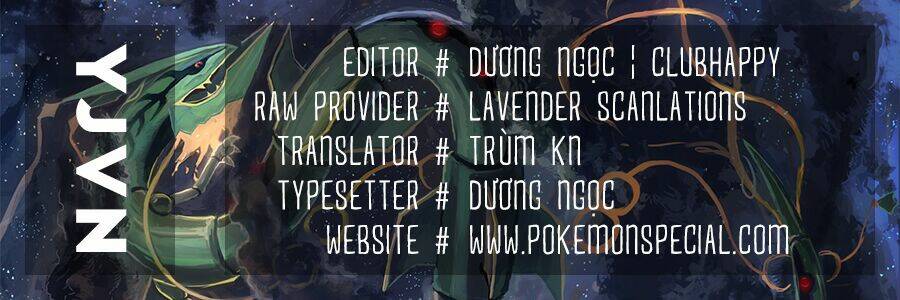 YJVN
EDITOR # DƯƠNG NGỌC ¦ CLUBHAPPY
RAW PROVIDER # LAVENDER SCANLATIONS
TRANSLATOR # TRÙM KN
TYPESETTER # DƯƠNG NGỌC
WEBSITE # WWW.POKEMONSPECIAL.COM